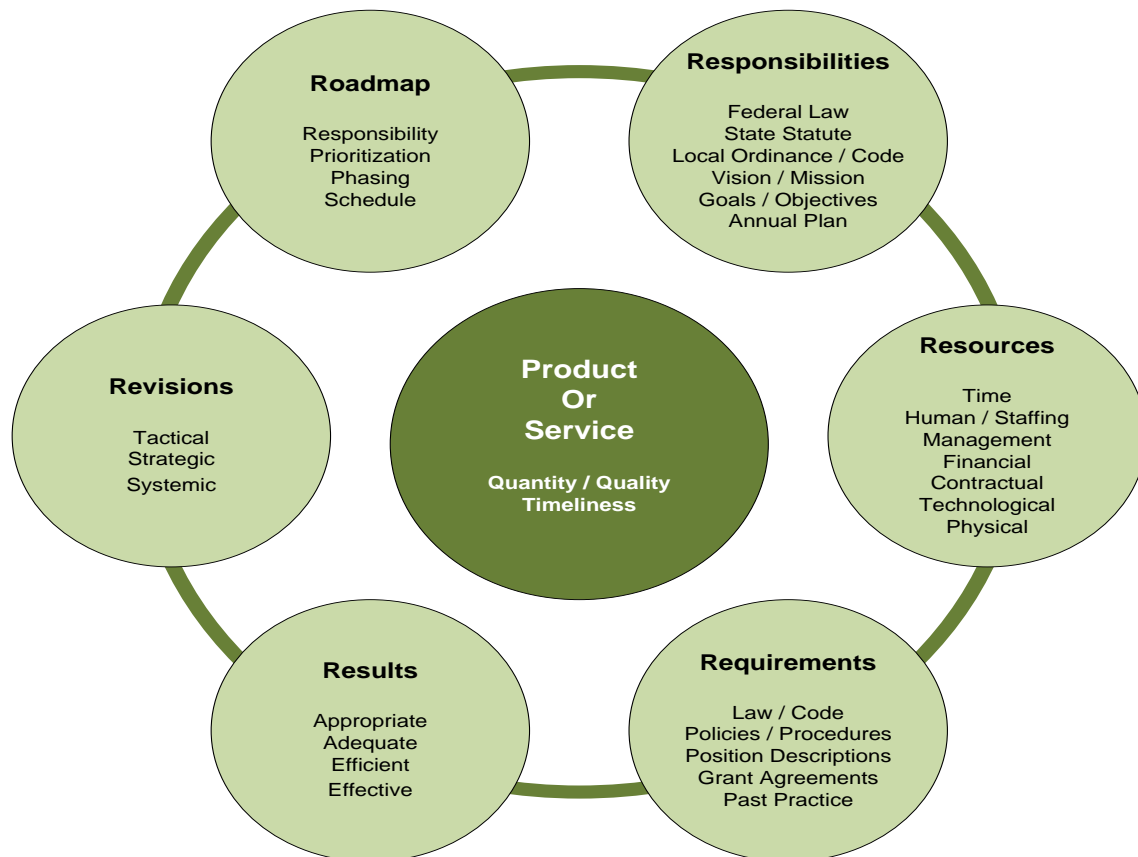 Roadmap
Responsibility
Prioritization
Phasing
Schedule
Responsibilities
Federal Law
State Statute
Local Ordinance / Code
Vision / Mission
Goals / Objectives
Annual Plan
Revisions
Tactical
Strategic
Systemic
Product
Or
Service
Quantity / Quality
Timeliness
Resources
Time
Human / Staffing
Management
Financial
Contractual
Technological
Physical
Results
Appropriate
Adequate
Efficient
Effective
Requirements
Law / Code
Policies / Procedures
Position Descriptions
Grant Agreements
Past Practice